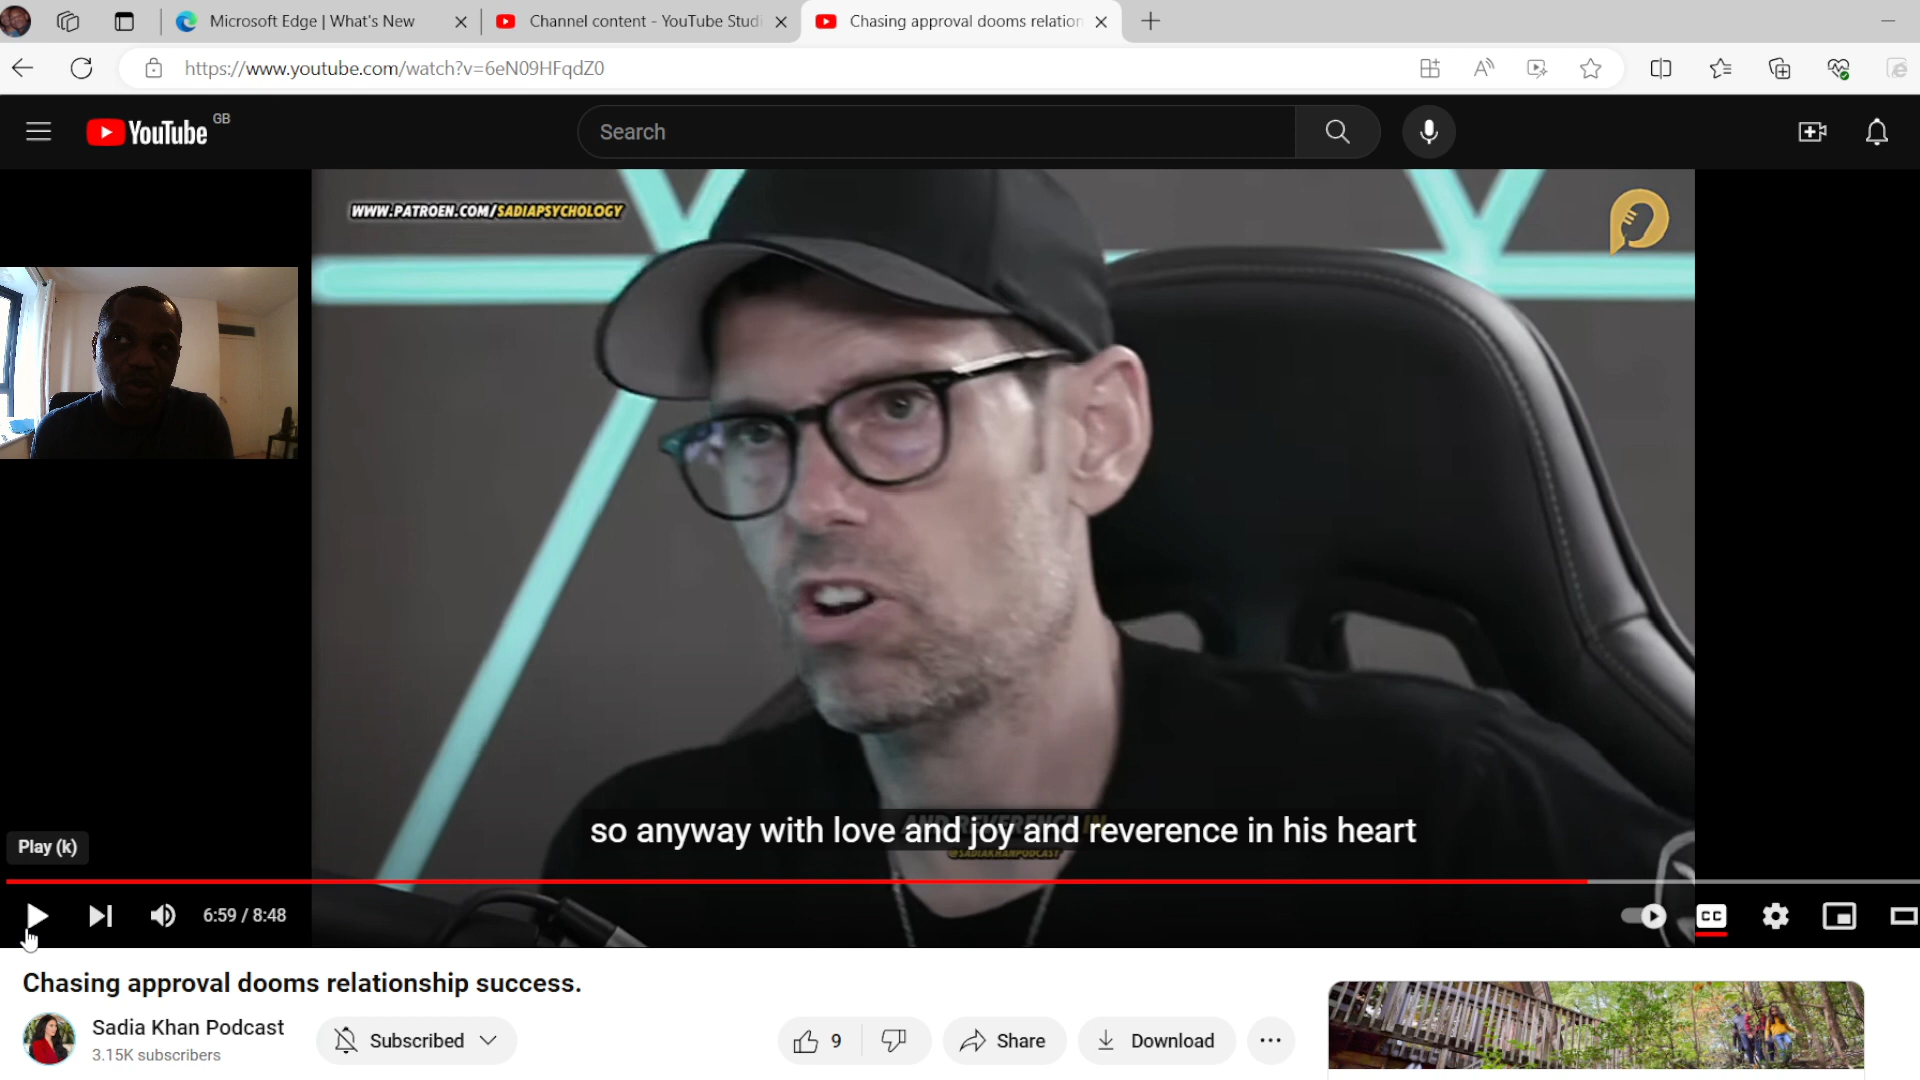 Microsoft Edge | What's New
Channel content - YouTube Studi
Chasing approval dooms relation
https://www.youtube.com/watch?v=6eN09HFqdZ0
YouTube GB
Search
WWW.PATROEN.COM/SADIAPSYCHOLOGY
so anyway with love and joy and reverence in his heart
@SADIAKHANPODCAST
Play (k)
6:59 / 8:48
CC
Chasing approval dooms relationship success.
Sadia Khan Podcast
3.15K subscribers
Subscribed
9
Share
Download